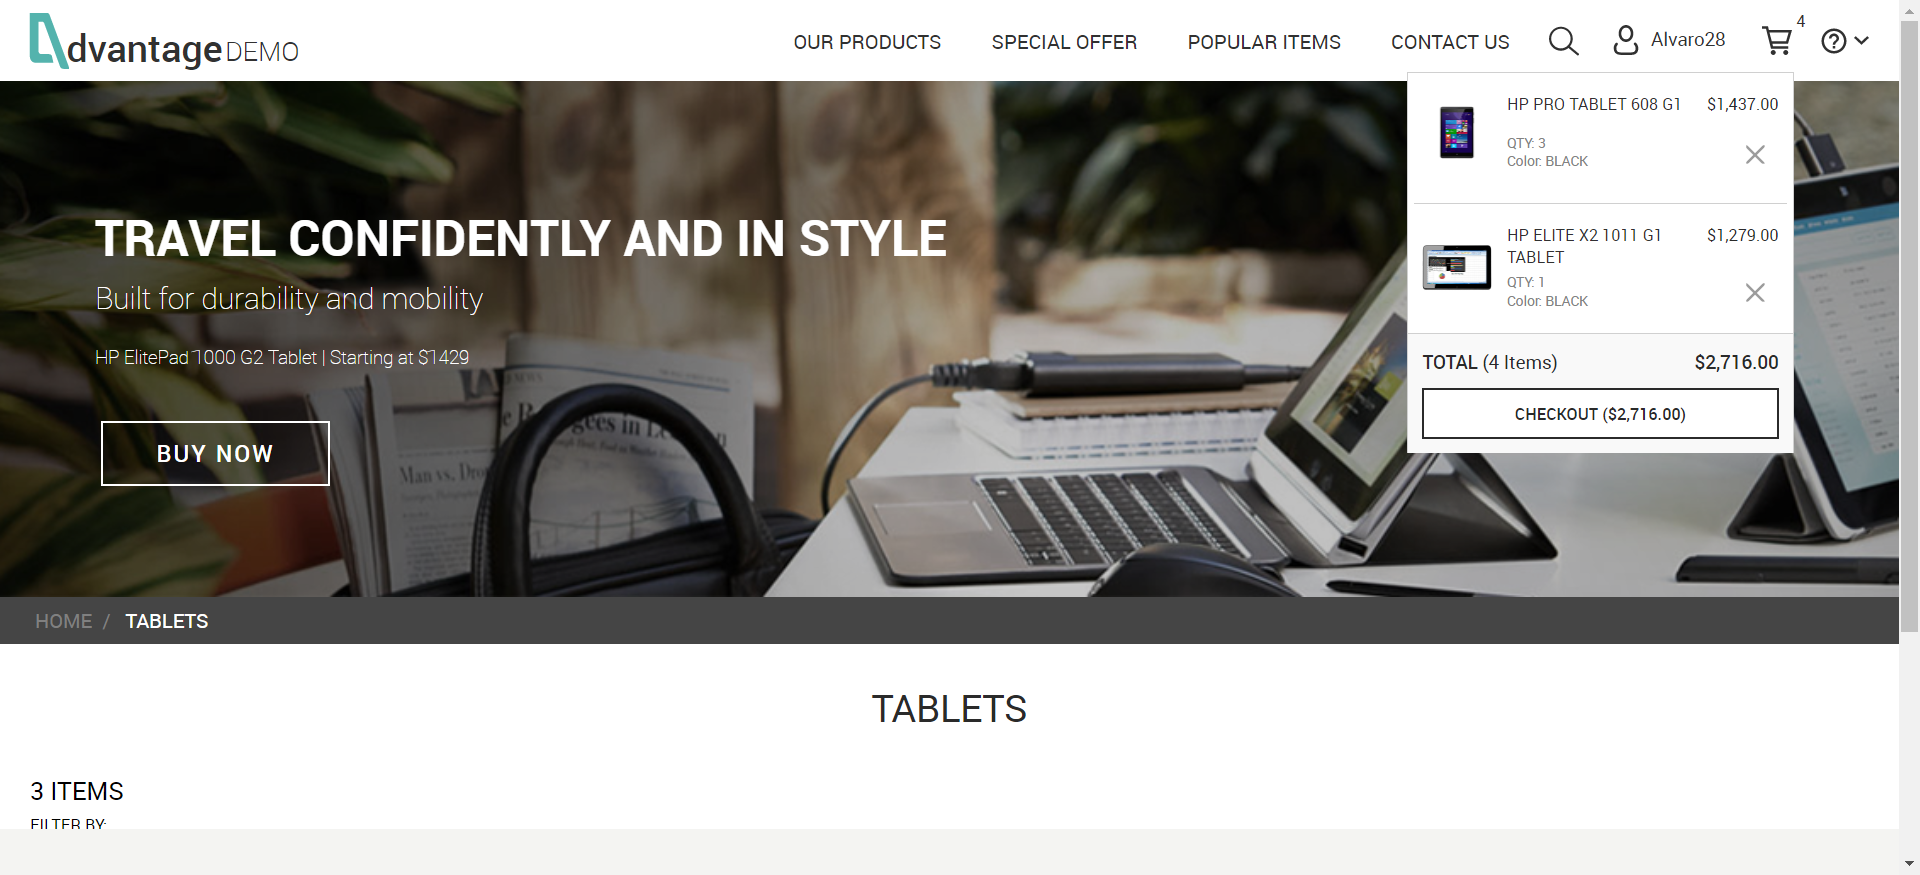 dvantage DEMO
OUR PRODUCTS
SPECIAL OFFER
POPULAR ITEMS
CONTACT US
Alvaro28
4
HP PRO TABLET 608 G1 $1,437.00
QTY: 3
Color: BLACK
HP ELITE X2 1011 G1 $1,279.00
TABLET
QTY: 1
Color: BLACK
TOTAL (4 Items) $2,716.00
CHECKOUT ($2,716.00)
TRAVEL CONFIDENTLY AND IN STYLE
Built for durability and mobility
HP ElitePad 1000 G2 Tablet | Starting at $1429
BUY NOW
Man vs.
HOME / TABLETS
TABLETS
3 ITEMS
FILTER BY: